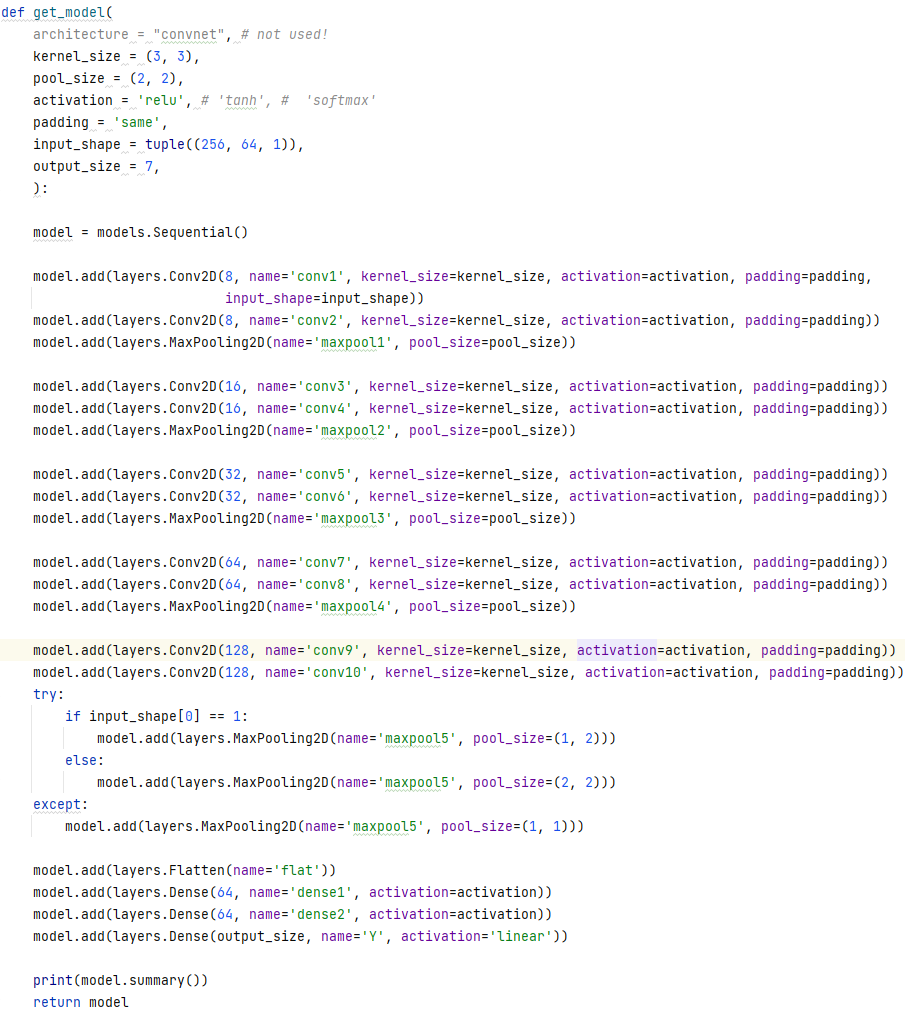 def get_model(
    architecture = "convnet", # not used!
    kernel_size = (3, 3),
    pool_size = (2, 2),
    activation = 'relu', # 'tanh', #  'softmax'
    padding = 'same',
    input_shape = tuple((256, 64, 1)),
    output_size = 7,
    ):
    model = models.Sequential()
    model.add(layers.Conv2D(8, name='conv1', kernel_size=kernel_size, activation=activation, padding=padding,
                            input_shape=input_shape))
    model.add(layers.Conv2D(8, name='conv2', kernel_size=kernel_size, activation=activation, padding=padding))
    model.add(layers.MaxPooling2D(name='maxpool1', pool_size=pool_size))
    model.add(layers.Conv2D(16, name='conv3', kernel_size=kernel_size, activation=activation, padding=padding))
    model.add(layers.Conv2D(16, name='conv4', kernel_size=kernel_size, activation=activation, padding=padding))
    model.add(layers.MaxPooling2D(name='maxpool2', pool_size=pool_size))
    model.add(layers.Conv2D(32, name='conv5', kernel_size=kernel_size, activation=activation, padding=padding))
    model.add(layers.Conv2D(32, name='conv6', kernel_size=kernel_size, activation=activation, padding=padding))
    model.add(layers.MaxPooling2D(name='maxpool3', pool_size=pool_size))
    model.add(layers.Conv2D(64, name='conv7', kernel_size=kernel_size, activation=activation, padding=padding))
    model.add(layers.Conv2D(64, name='conv8', kernel_size=kernel_size, activation=activation, padding=padding))
    model.add(layers.MaxPooling2D(name='maxpool4', pool_size=pool_size))
    model.add(layers.Conv2D(128, name='conv9', kernel_size=kernel_size, activation=activation, padding=padding))
    model.add(layers.Conv2D(128, name='conv10', kernel_size=kernel_size, activation=activation, padding=padding))
    try:
        if input_shape[0] == 1:
            model.add(layers.MaxPooling2D(name='maxpool5', pool_size=(1, 2)))
        else:
            model.add(layers.MaxPooling2D(name='maxpool5', pool_size=(2, 2)))
    except:
        model.add(layers.MaxPooling2D(name='maxpool5', pool_size=(1, 1)))
    model.add(layers.Flatten(name='flat'))
    model.add(layers.Dense(64, name='dense1', activation=activation))
    model.add(layers.Dense(64, name='dense2', activation=activation))
    model.add(layers.Dense(output_size, name='Y', activation='linear'))
    print(model.summary())
    return model